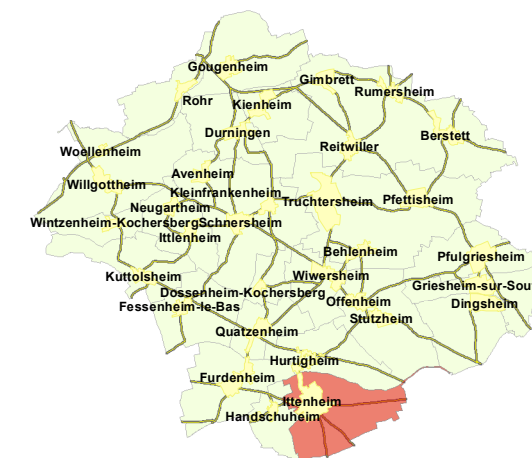 Gougenheim
Gimbrett
Rumersheim
Rohr
Kienheim
Durningen
Berstett
Reitwiller
Woellenheim
Avenheim
Willgottheim
Kleinfrankenheim
Truchtersheim
Pfettisheim
Neugartheim
Wintzenheim-Kochersberg
Schnersheim
Ittlenheim
Behlenheim
Pfulgriesheim
Kuttolsheim
Wiwersheim
Griesheim-sur-Sou
Dossenheim-Kochersberg
Offenheim
Dingsheim
Fessenheim-le-Bas
Stutzheim
Quatzenheim
Hurtigheim
Furdenheim
Ittenheim
Handschuheim